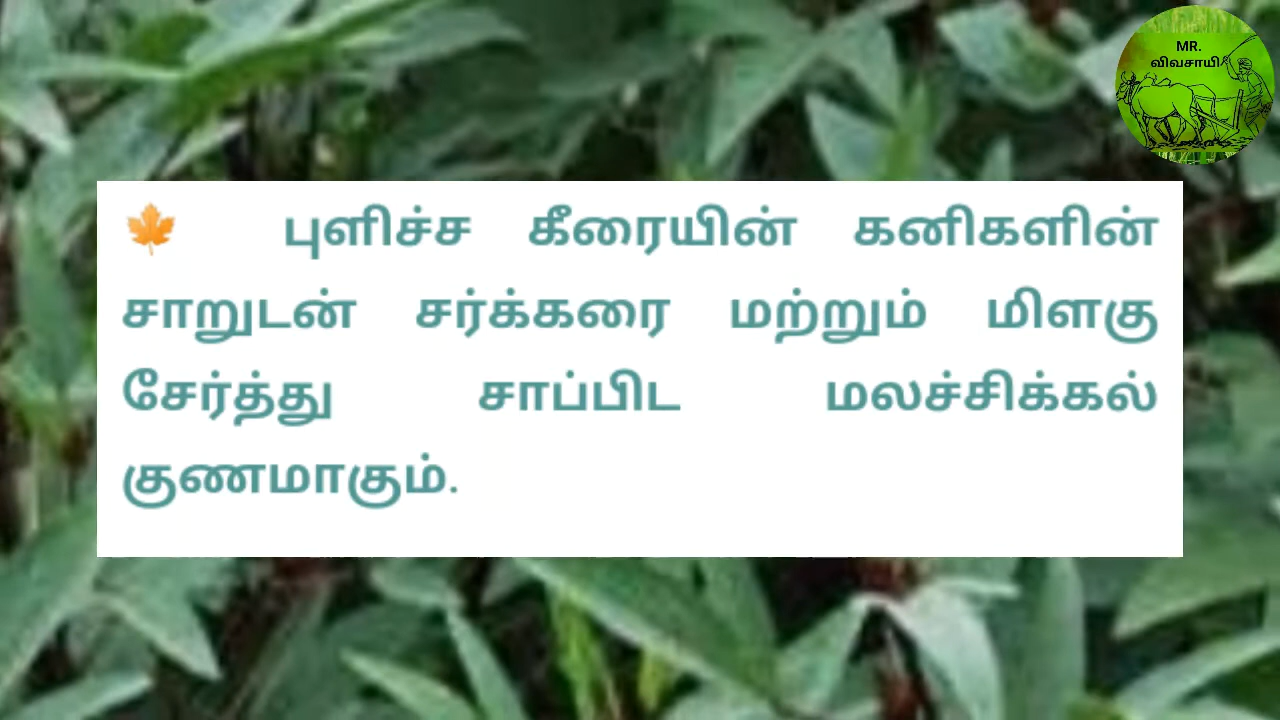 MR.
விவசாயி
🍁 புளிச்ச கீரையின் கனிகளின்
சாறுடன் சர்க்கரை மற்றும் மிளகு
சேர்த்து சாப்பிட மலச்சிக்கல்
குணமாகும்.